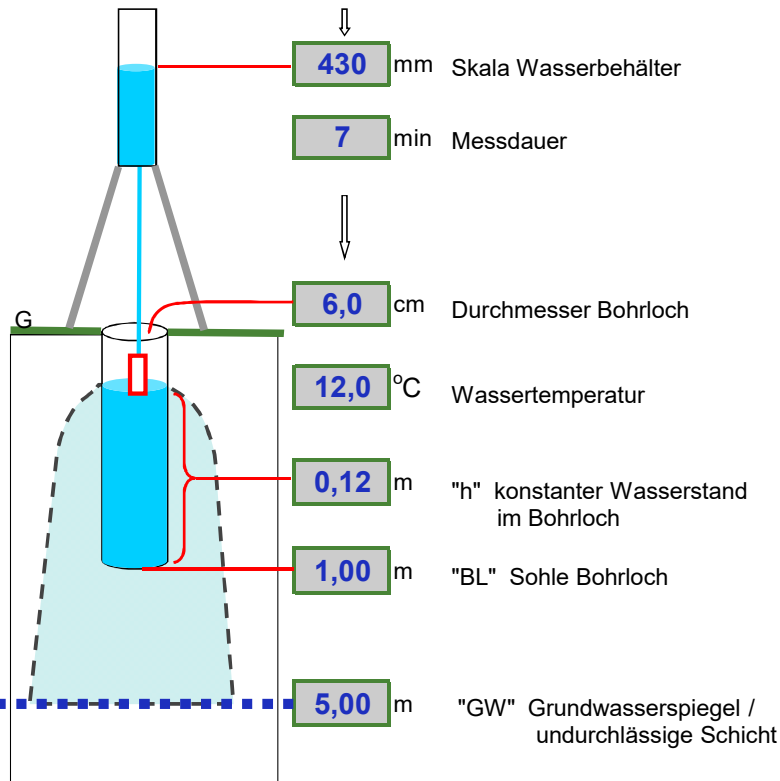 430 mm Skala Wasserbehälter
7 min Messdauer
G
6,0 cm Durchmesser Bohrloch
12,0 °C Wassertemperatur
0,12 m "h" konstanter Wasserstand
im Bohrloch
1,00 m "BL" Sohle Bohrloch
5,00 m "GW" Grundwasserspiegel /
undurchlässige Schicht